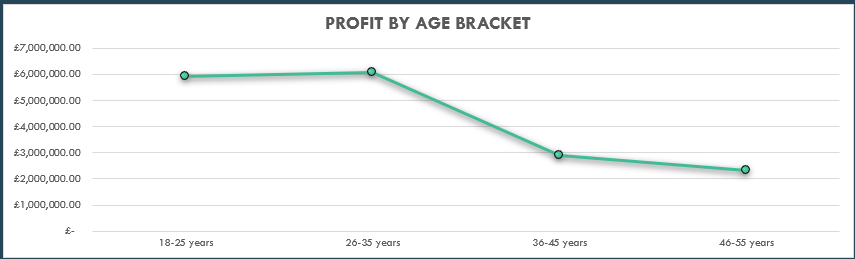 PROFIT BY AGE BRACKET
£7,000,000.00
£6,000,000.00
£5,000,000.00
£4,000,000.00
£3,000,000.00
£2,000,000.00
£1,000,000.00
£-
18-25 years
26-35 years
36-45 years
46-55 years